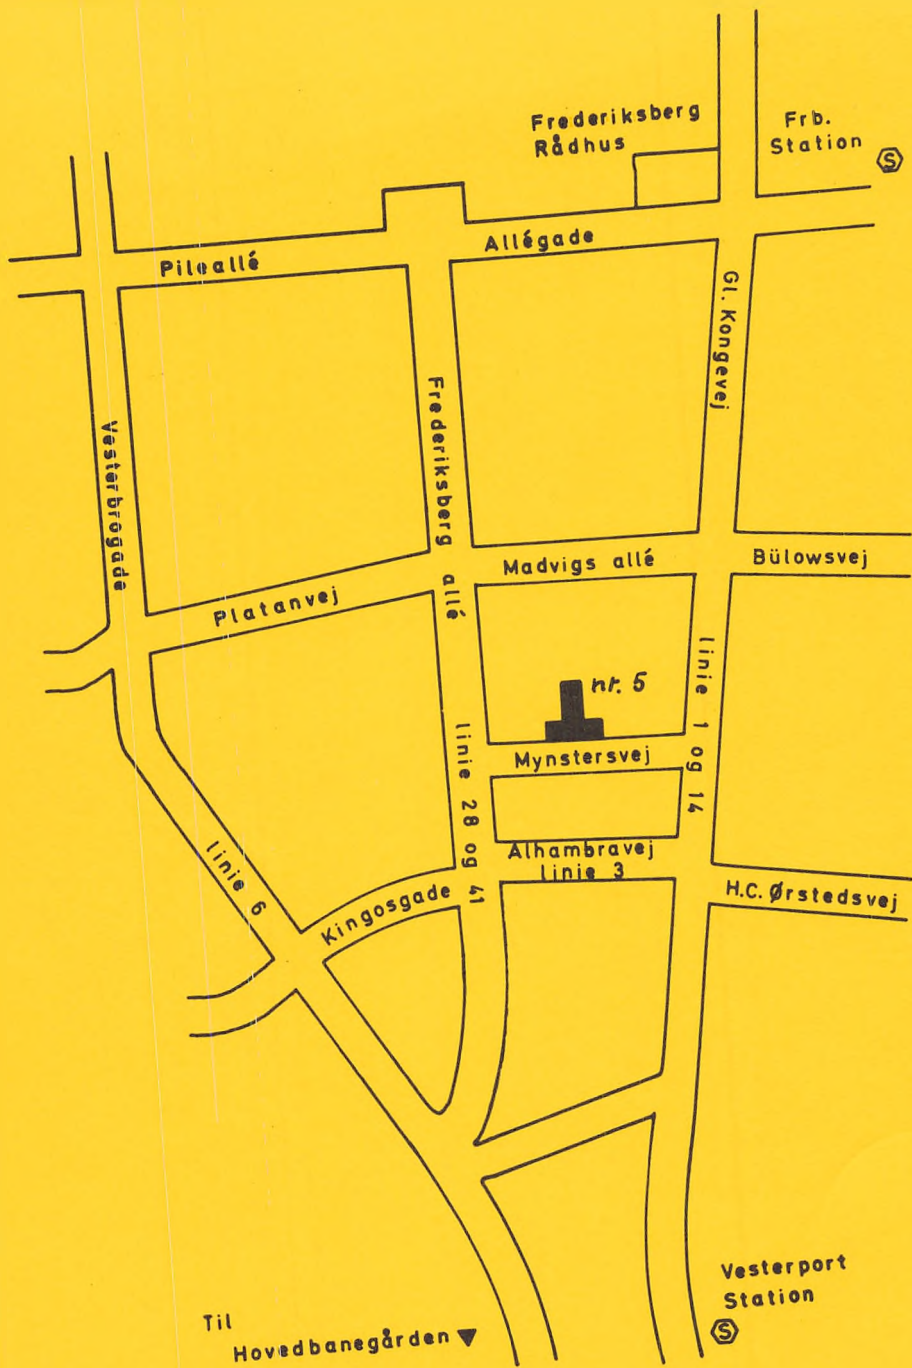 Frederiksberg
Rådhus
Frb.
Station
S
Pileallé
Allégade
Gl. Kongevej
Vesterbrogade
Frederiksberg allé
Madvigs allé
Bülowsvej
Platanvej
nr. 5
linie 1 og 14
linie 28 og 41
Mynstersvej
Alhambravej
linie 3
linie 6
Kingosgade
H.C. Ørstedsvej
Vesterport
Station
S
Til
Hovedbanegården